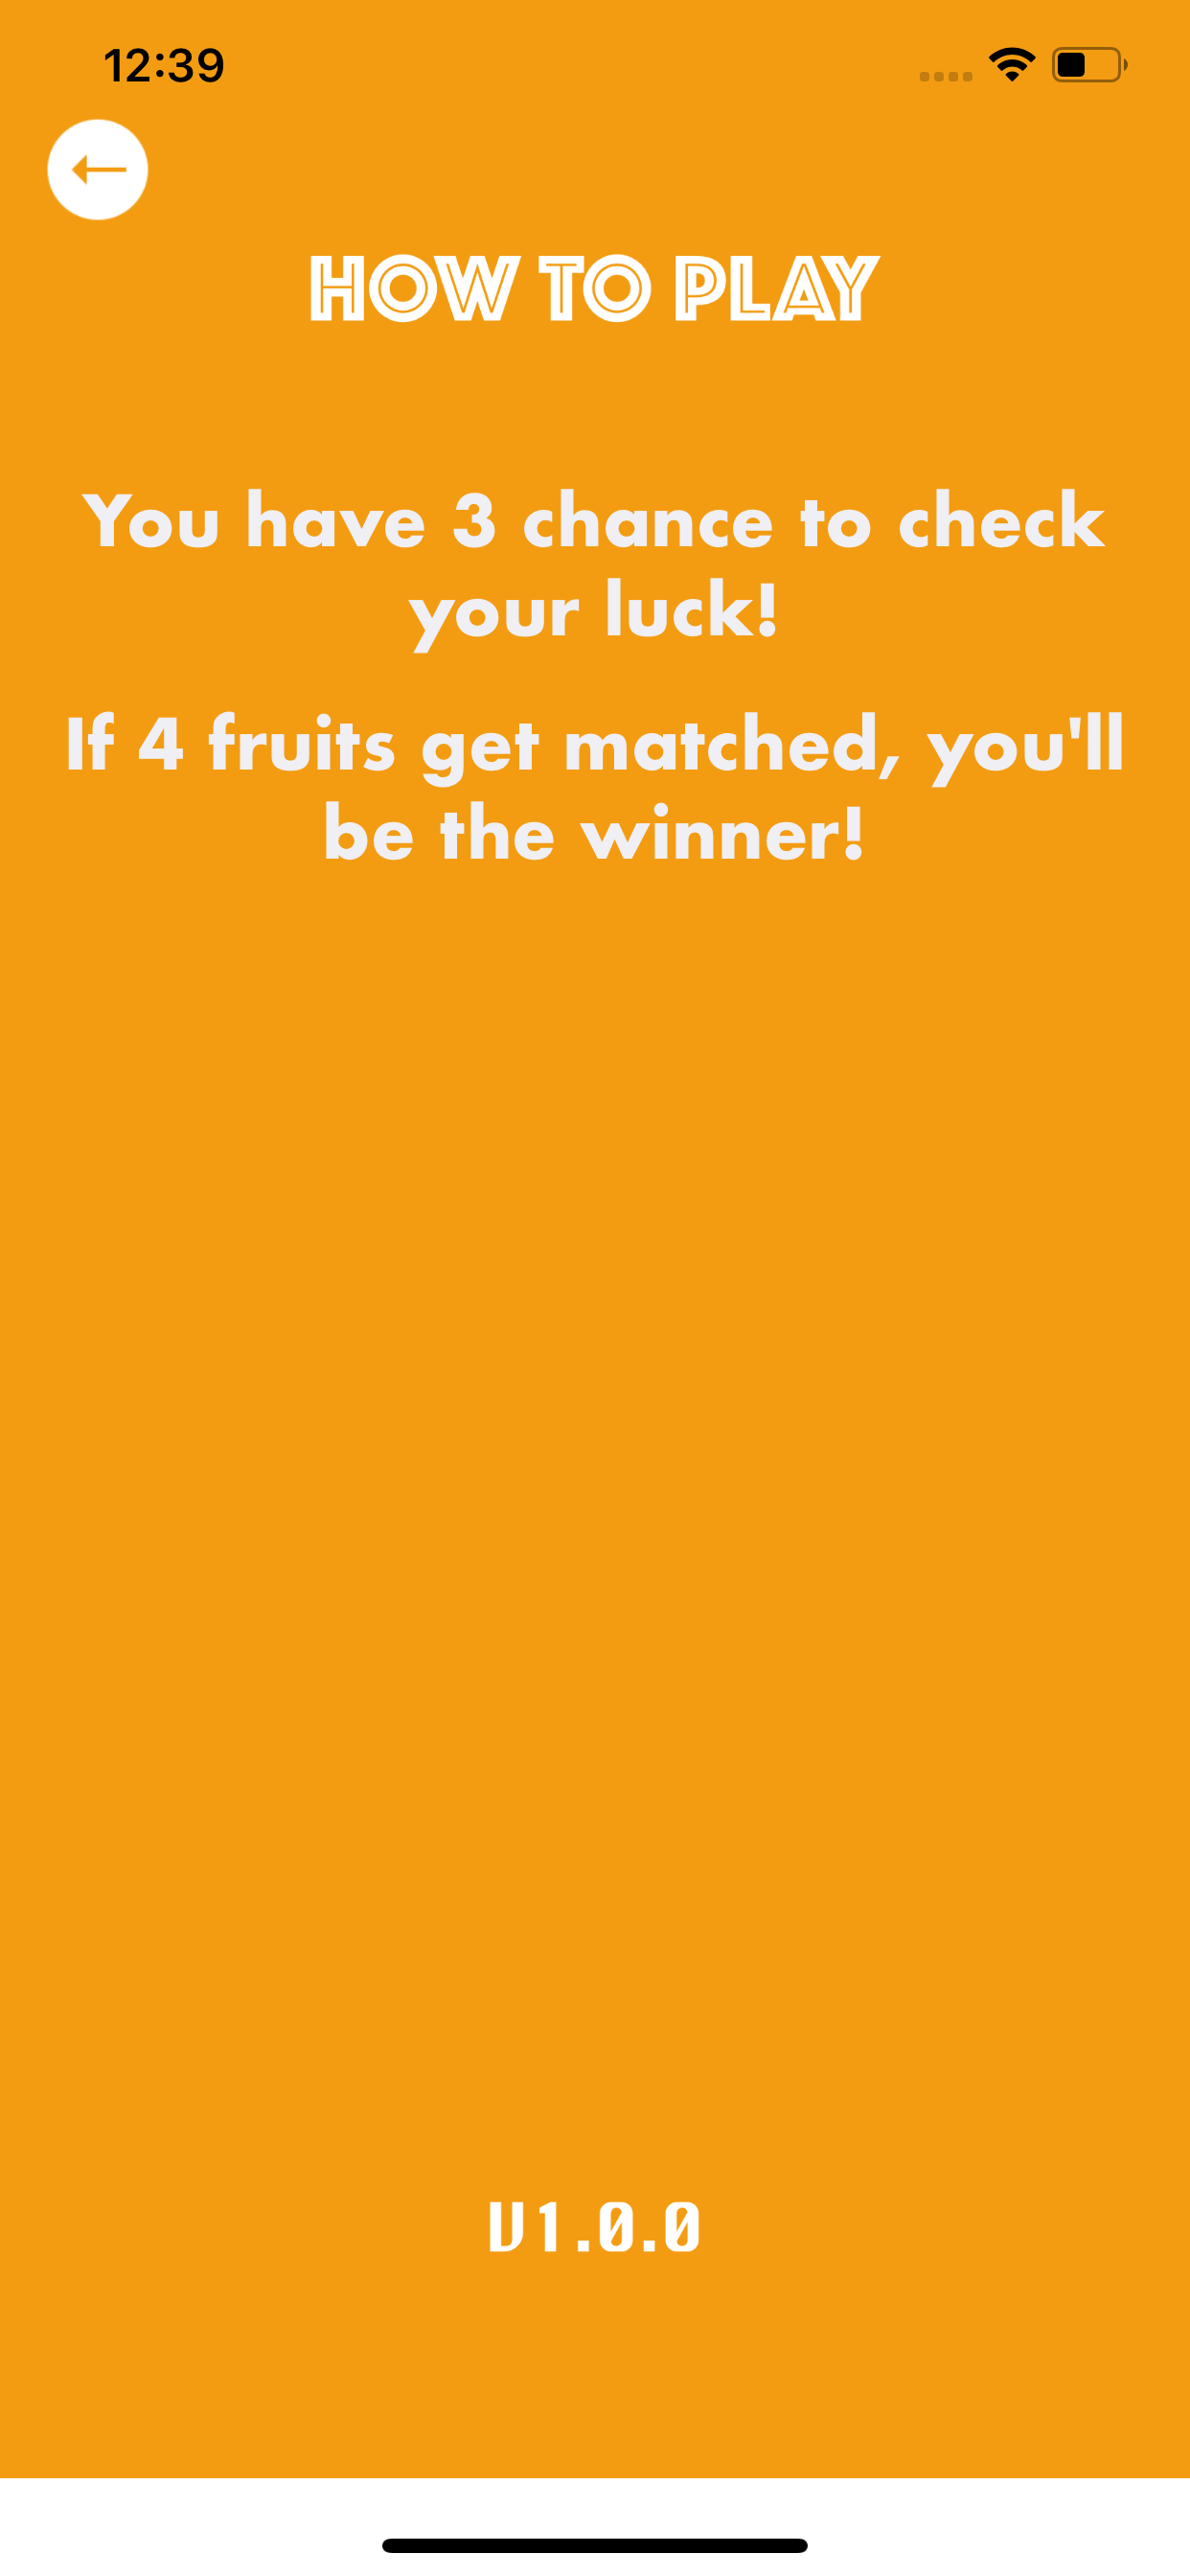 12:39
HOW TO PLAY
You have 3 chance to check
your luck!
If 4 fruits get matched, you'll
be the winner!
V1.0.0